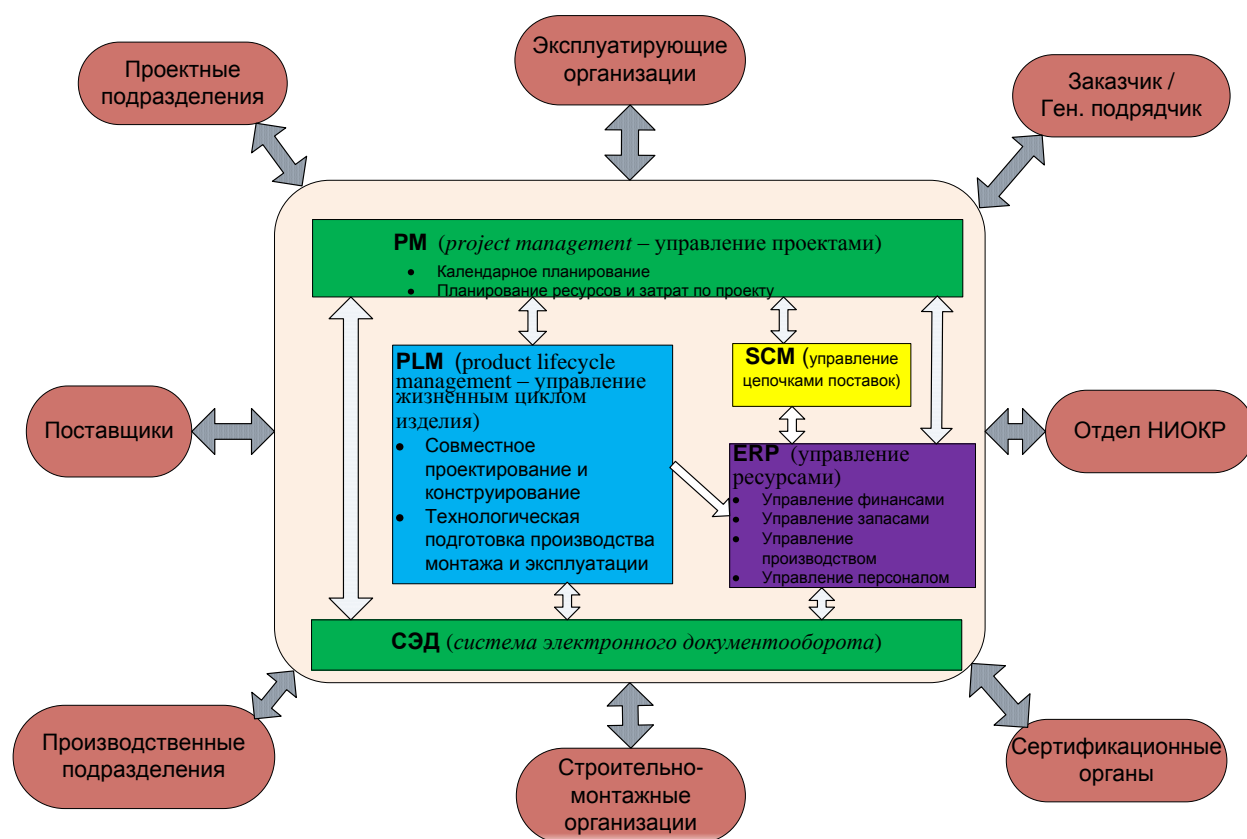 Эксплуатирующие
организации
Проектные
подразделения
Заказчик /
Ген. подрядчик
PM (project management – управление проектами)
• Календарное планирование
• Планирование ресурсов и затрат по проекту
PLM (product lifecycle
management – управление
жизненным циклом
изделия)
• Совместное
проектирование и
конструирование
• Технологическая
подготовка производства
монтажа и эксплуатации
SCM (управление
цепочками поставок)
ERP (управление
ресурсами)
• Управление финансами
• Управление запасами
• Управление
производством
• Управление персоналом
Поставщики
Отдел НИОКР
СЭД (система электронного документооборота)
Производственные
подразделения
Строительно-
монтажные
организации
Сертификационные
органы